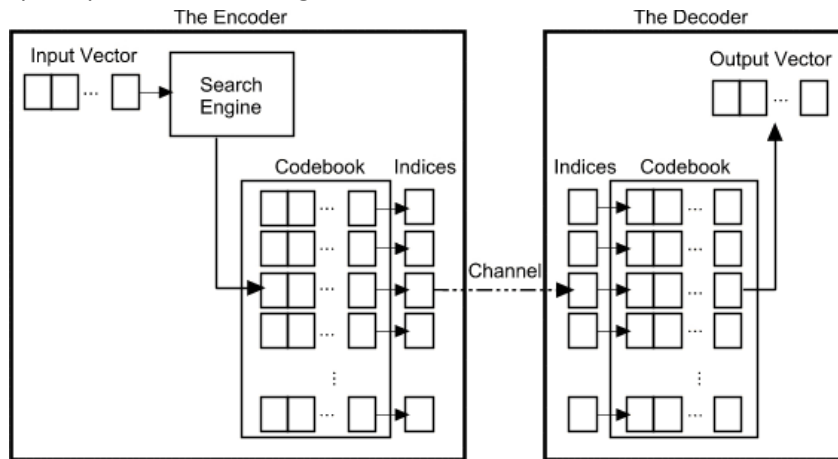 The Encoder
The Decoder
Input Vector
Output Vector
Search
Engine
Codebook
Indices
Indices
Codebook
Channel